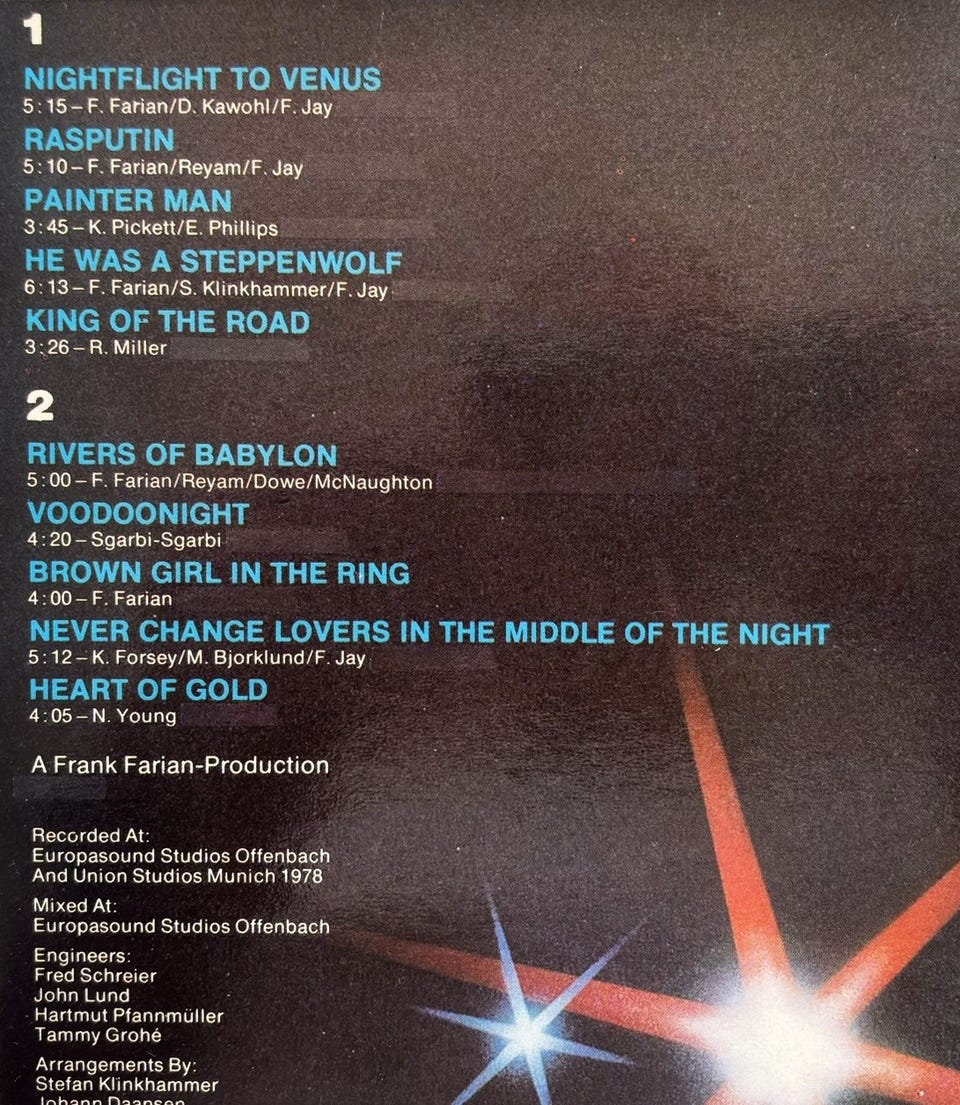 1
NIGHTFLIGHT TO VENUS
5:15 – F. Farian/D. Kawohl/F. Jay
RASPUTIN
5:10 – F. Farian/Reyam/F. Jay
PAINTER MAN
3:45 – K. Pickett/E. Phillips
HE WAS A STEPPENWOLF
6:13 – F. Farian/S. Klinkhammer/F. Jay
KING OF THE ROAD
3:26 – R. Miller
2
RIVERS OF BABYLON
5:00 – F. Farian/Reyam/Dowe/McNaughton
VOODOONIGHT
4:20 – Sgarbi-Sgarbi
BROWN GIRL IN THE RING
4:00 – F. Farian
NEVER CHANGE LOVERS IN THE MIDDLE OF THE NIGHT
5:12 – K. Forsey/M. Bjorklund/F. Jay
HEART OF GOLD
4:05 – N. Young
A Frank Farian-Production
Recorded At:
Europasound Studios Offenbach
And Union Studios Munich 1978
Mixed At:
Europasound Studios Offenbach
Engineers:
Fred Schreier
John Lund
Hartmut Pfannmüller
Tammy Grohé
Arrangements By:
Stefan Klinkhammer
Johann Daansen